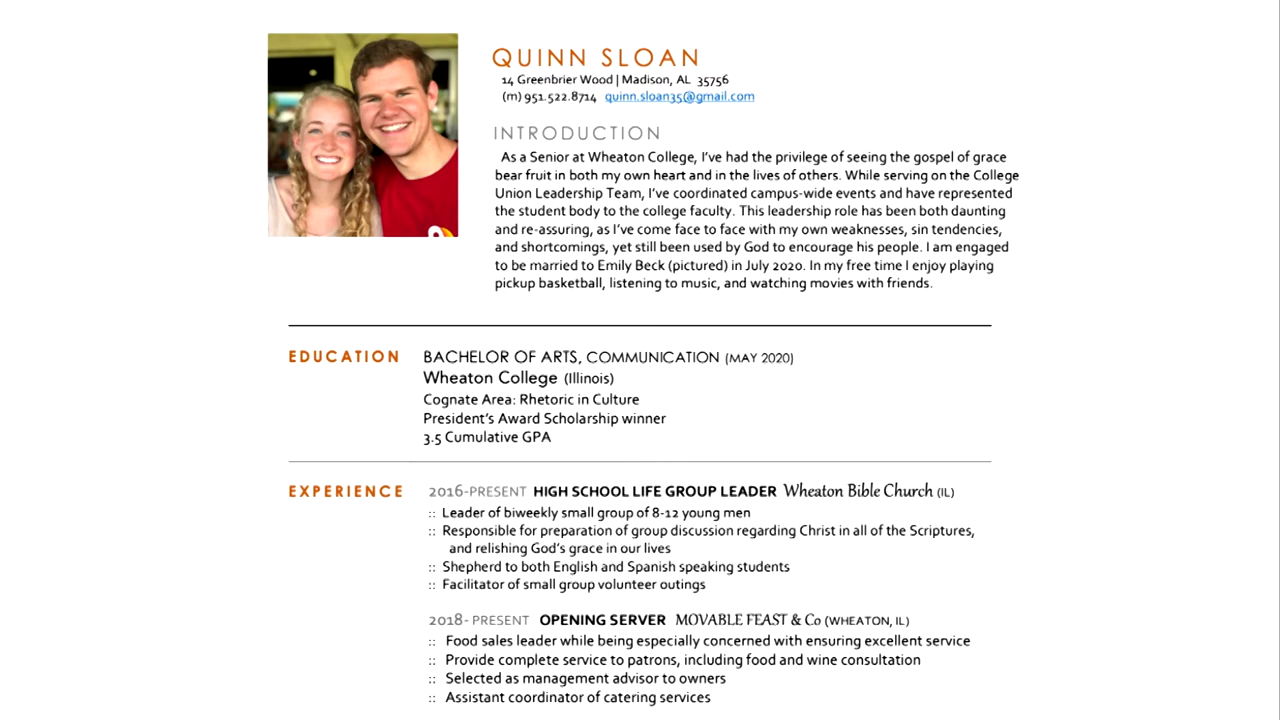 QUINN SLOAN
14 Greenbrier Wood | Madison, AL 35756
(m) 951.522.8714 quinn.sloan35@gmail.com
INTRODUCTION
As a Senior at Wheaton College, I've had the privilege of seeing the gospel of grace
bear fruit in both my own heart and in the lives of others. While serving on the College
Union Leadership Team, I've coordinated campus-wide events and have represented
the student body to the college faculty. This leadership role has been both daunting
and re-assuring, as I've come face to face with my own weaknesses, sin tendencies,
and shortcomings, yet still been used by God to encourage his people. I am engaged
to be married to Emily Beck (pictured) in July 2020. In my free time I enjoy playing
pickup basketball, listening to music, and watching movies with friends.
EDUCATION BACHELOR OF ARTS, COMMUNICATION (MAY 2020)
Wheaton College (Illinois)
Cognate Area: Rhetoric in Culture
President's Award Scholarship winner
3.5 Cumulative GPA
EXPERIENCE 2016-PRESENT HIGH SCHOOL LIFE GROUP LEADER Wheaton Bible Church (IL)
:: Leader of biweekly small group of 8-12 young men
:: Responsible for preparation of group discussion regarding Christ in all of the Scriptures,
and relishing God's grace in our lives
:: Shepherd to both English and Spanish speaking students
:: Facilitator of small group volunteer outings
2018- PRESENT OPENING SERVER MOVABLE FEAST & Co (WHEATON, IL)
:: Food sales leader while being especially concerned with ensuring excellent service
:: Provide complete service to patrons, including food and wine consultation
:: Selected as management advisor to owners
:: Assistant coordinator of catering services